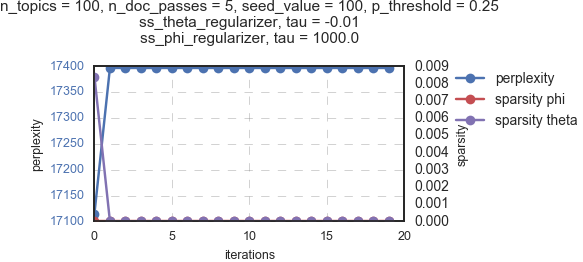 n_topics = 100, n_doc_passes = 5, seed_value = 100, p_threshold = 0.25
ss_theta_regularizer, tau = -0.01
ss_phi_regularizer, tau = 1000.0
17400
17350
17300
17250
17200
17150
17100
perplexity
0.009
0.008
0.007
0.006
0.005
0.004
0.003
0.002
0.001
0.000
sparsity
perplexity
sparsity phi
sparsity theta
0 5 10 15 20
iterations